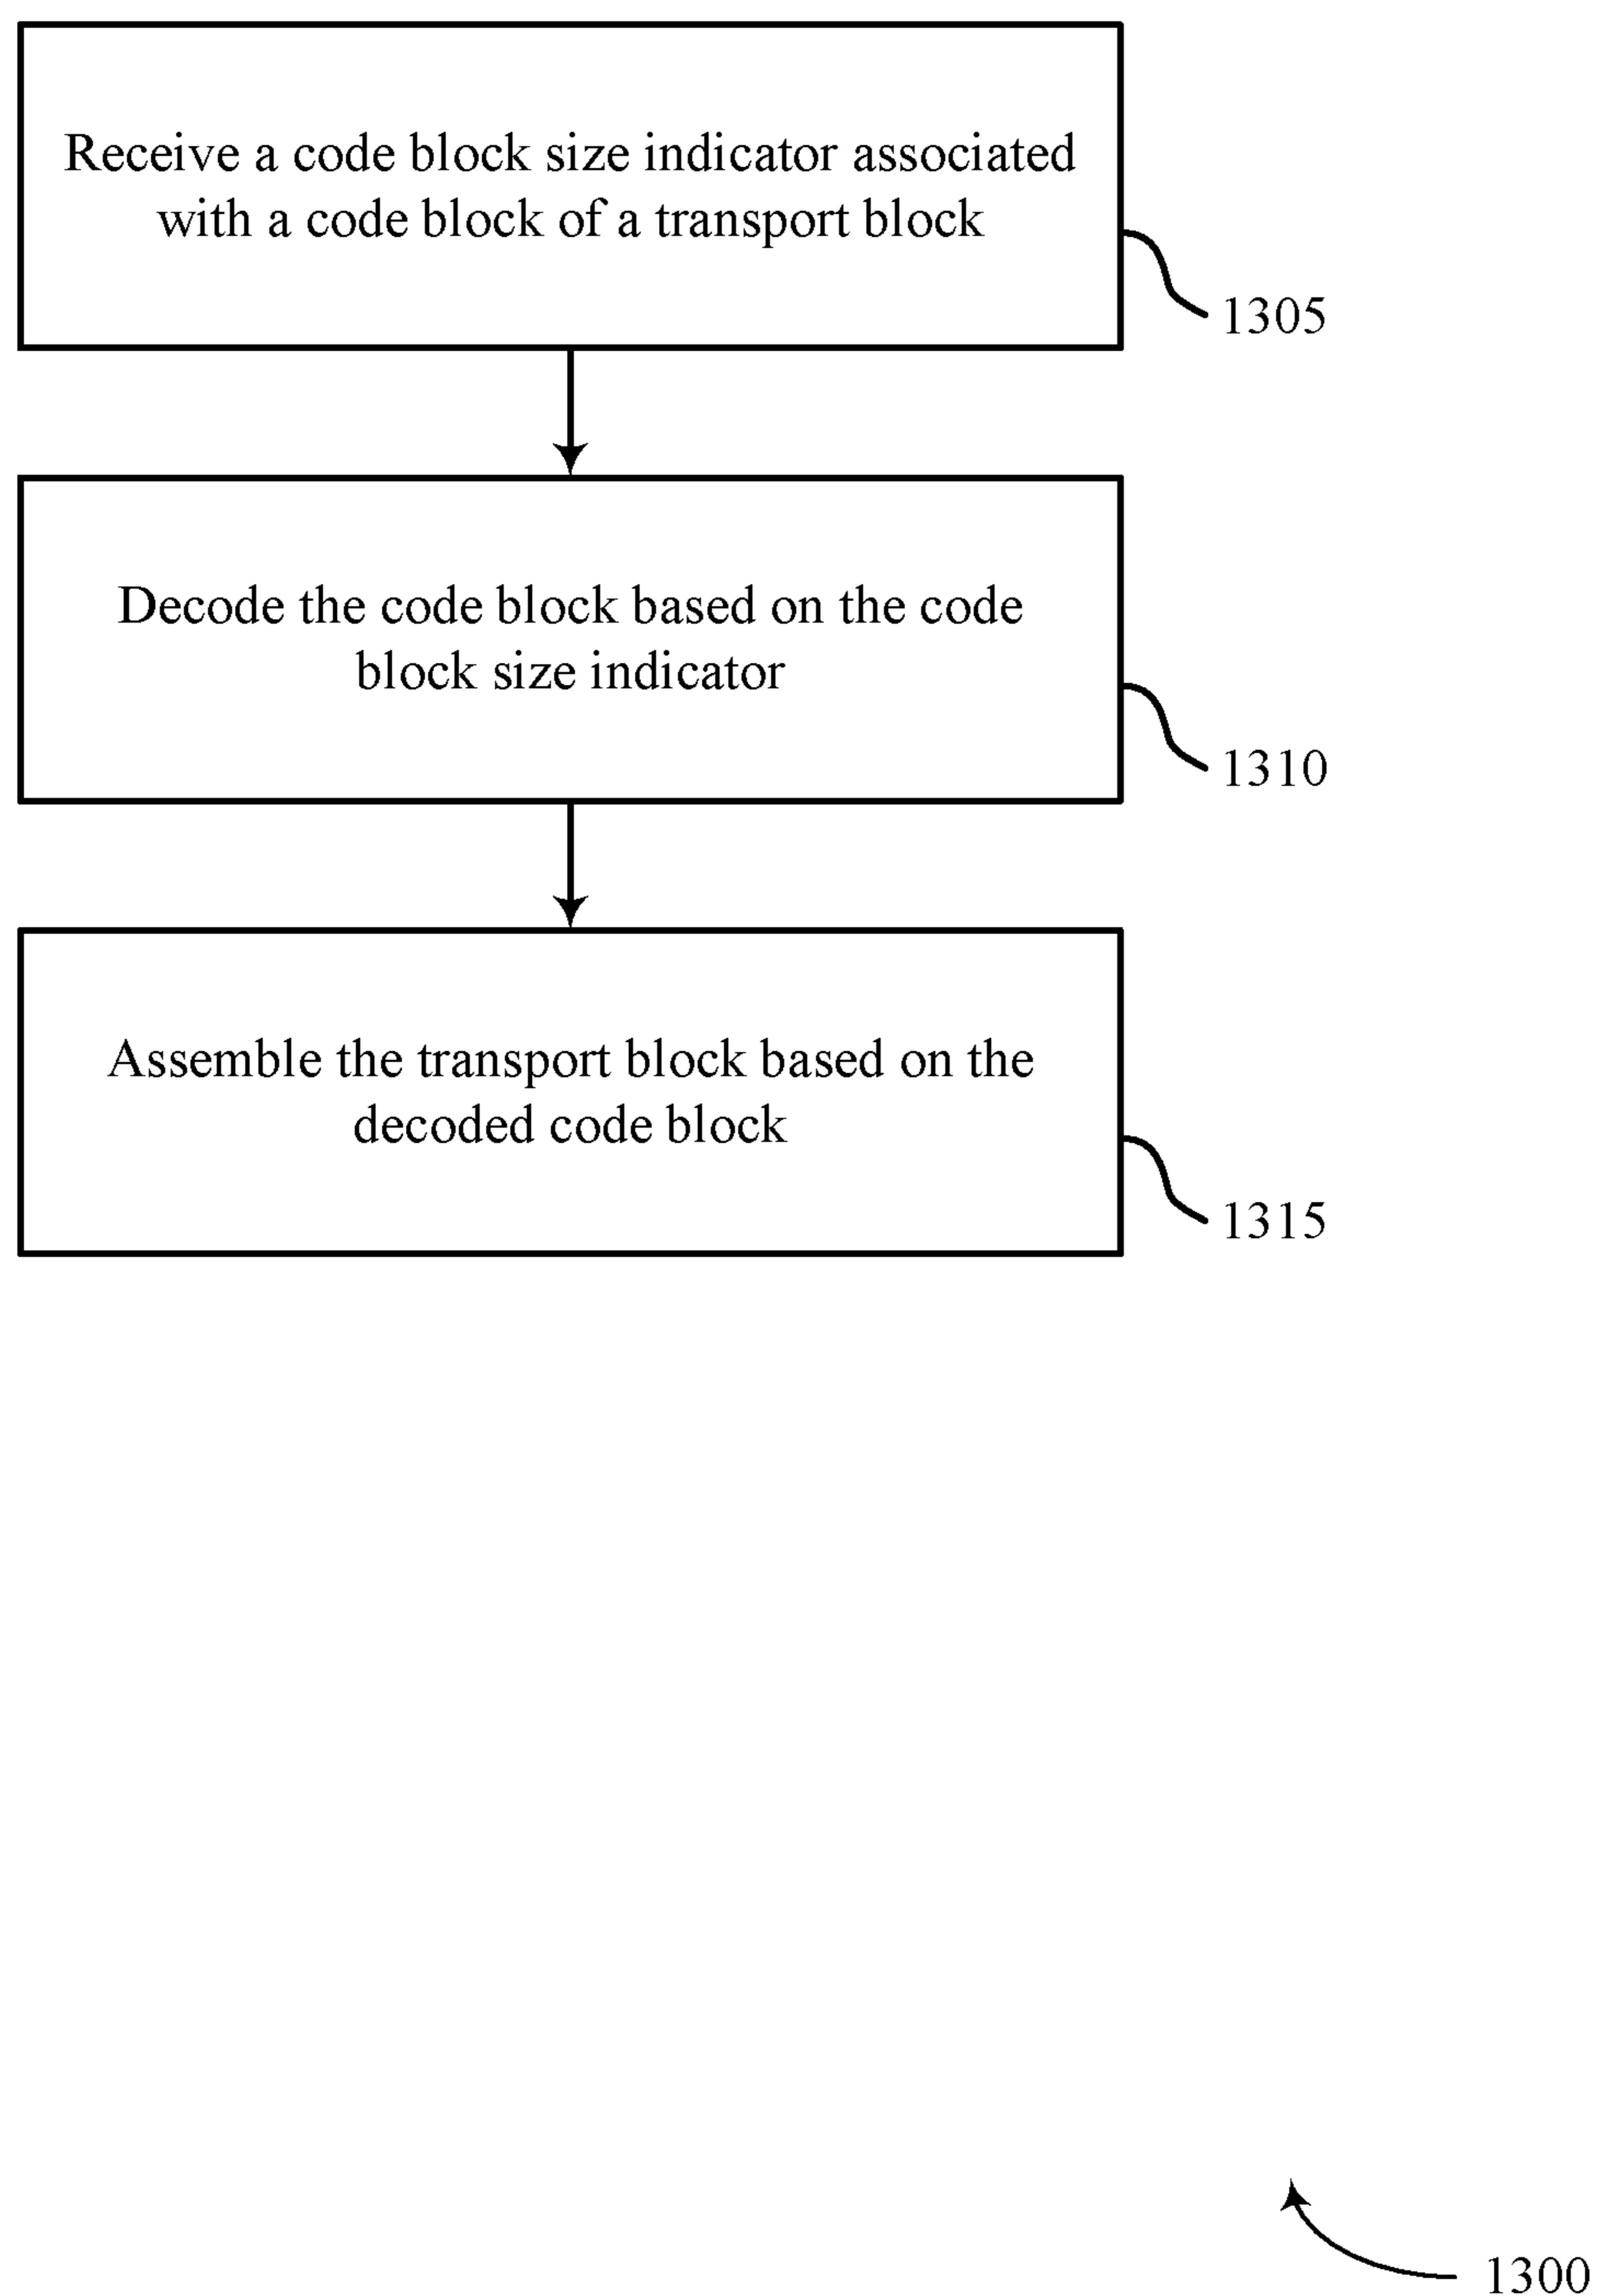 Receive a code block size indicator associated
with a code block of a transport block
1305
Decode the code block based on the code
block size indicator
1310
Assemble the transport block based on the
decoded code block
1315
1300